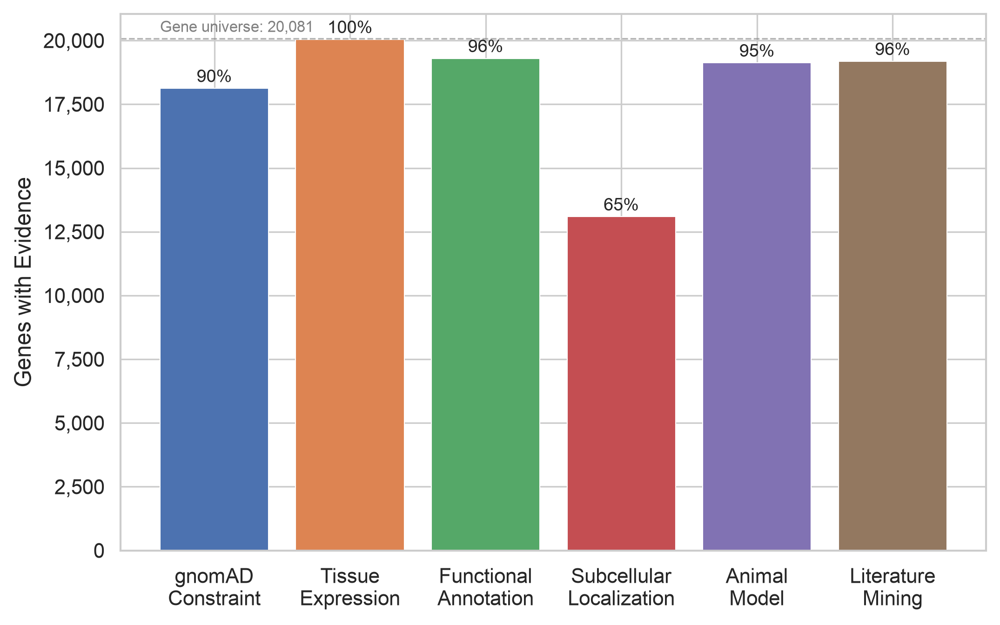 Gene universe: 20,081
100%
96%
95%
96%
90%
65%
Genes with Evidence
20,000
17,500
15,000
12,500
10,000
7,500
5,000
2,500
0
gnomAD
Constraint
Tissue
Expression
Functional
Annotation
Subcellular
Localization
Animal
Model
Literature
Mining